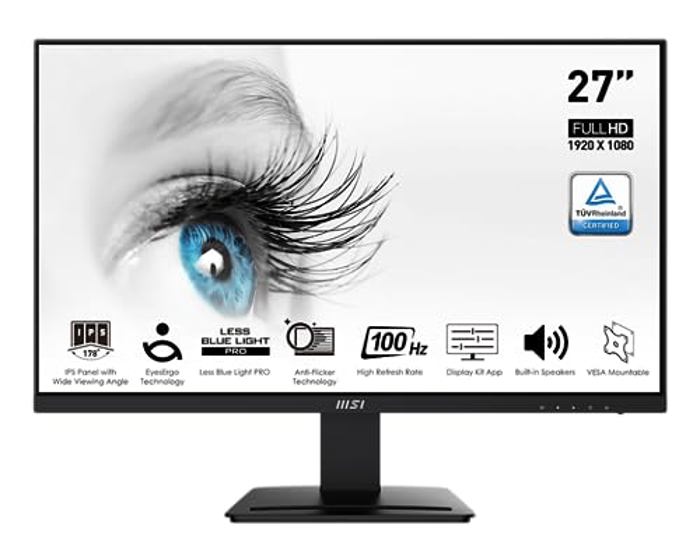 27”
FULL HD
1920 X 1080
TÜVRheinland
CERTIFIED
IPS
178°
IPS Panel with
Wide Viewing Angle
EyesErgo
Technology
LESS
BLUE LIGHT
PRO
Less Blue Light PRO
Anti-Flicker
Technology
100Hz
High Refresh Rate
Display Kit App
Built-in Speakers
VESA Mountable
msi